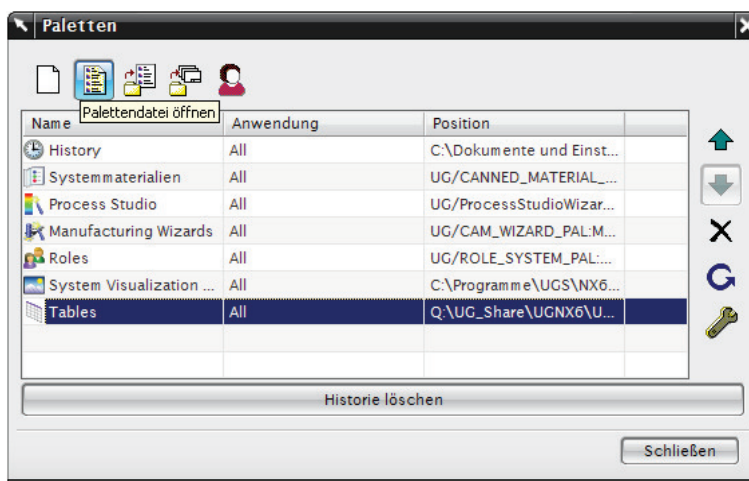 Paletten
Palettendatei öffnen
Name Anwendung Position
History All C:\Dokumente und Einst...
Systemmaterialien All UG/CANNED_MATERIAL_...
Process Studio All UG/ProcessStudioWizar...
Manufacturing Wizards All UG/CAM_WIZARD_PAL:M...
Roles All UG/ROLE_SYSTEM_PAL:...
System Visualization ... All C:\Programme\UGS\NX6...
Tables All Q:\UG_Share\UGNX6\U...
Historie löschen
Schließen